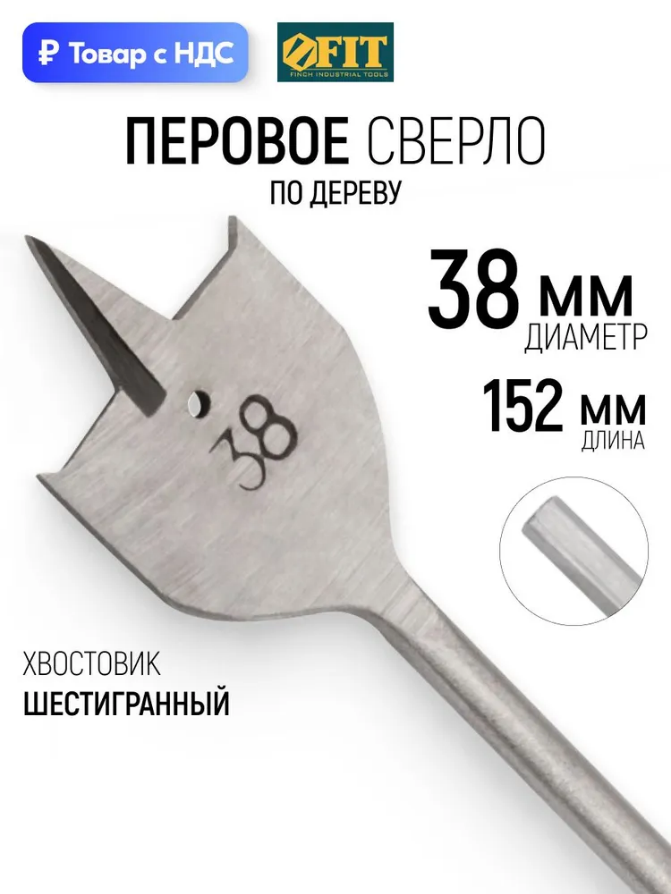 ₽ Товар с НДС
FIT
FINCH INDUSTRIAL TOOLS
ПЕРОВОЕ СВЕРЛО
ПО ДЕРЕВУ
38 мм
ДИАМЕТР
152 мм
ДЛИНА
38
ХВОСТОВИК
ШЕСТИГРАННЫЙ